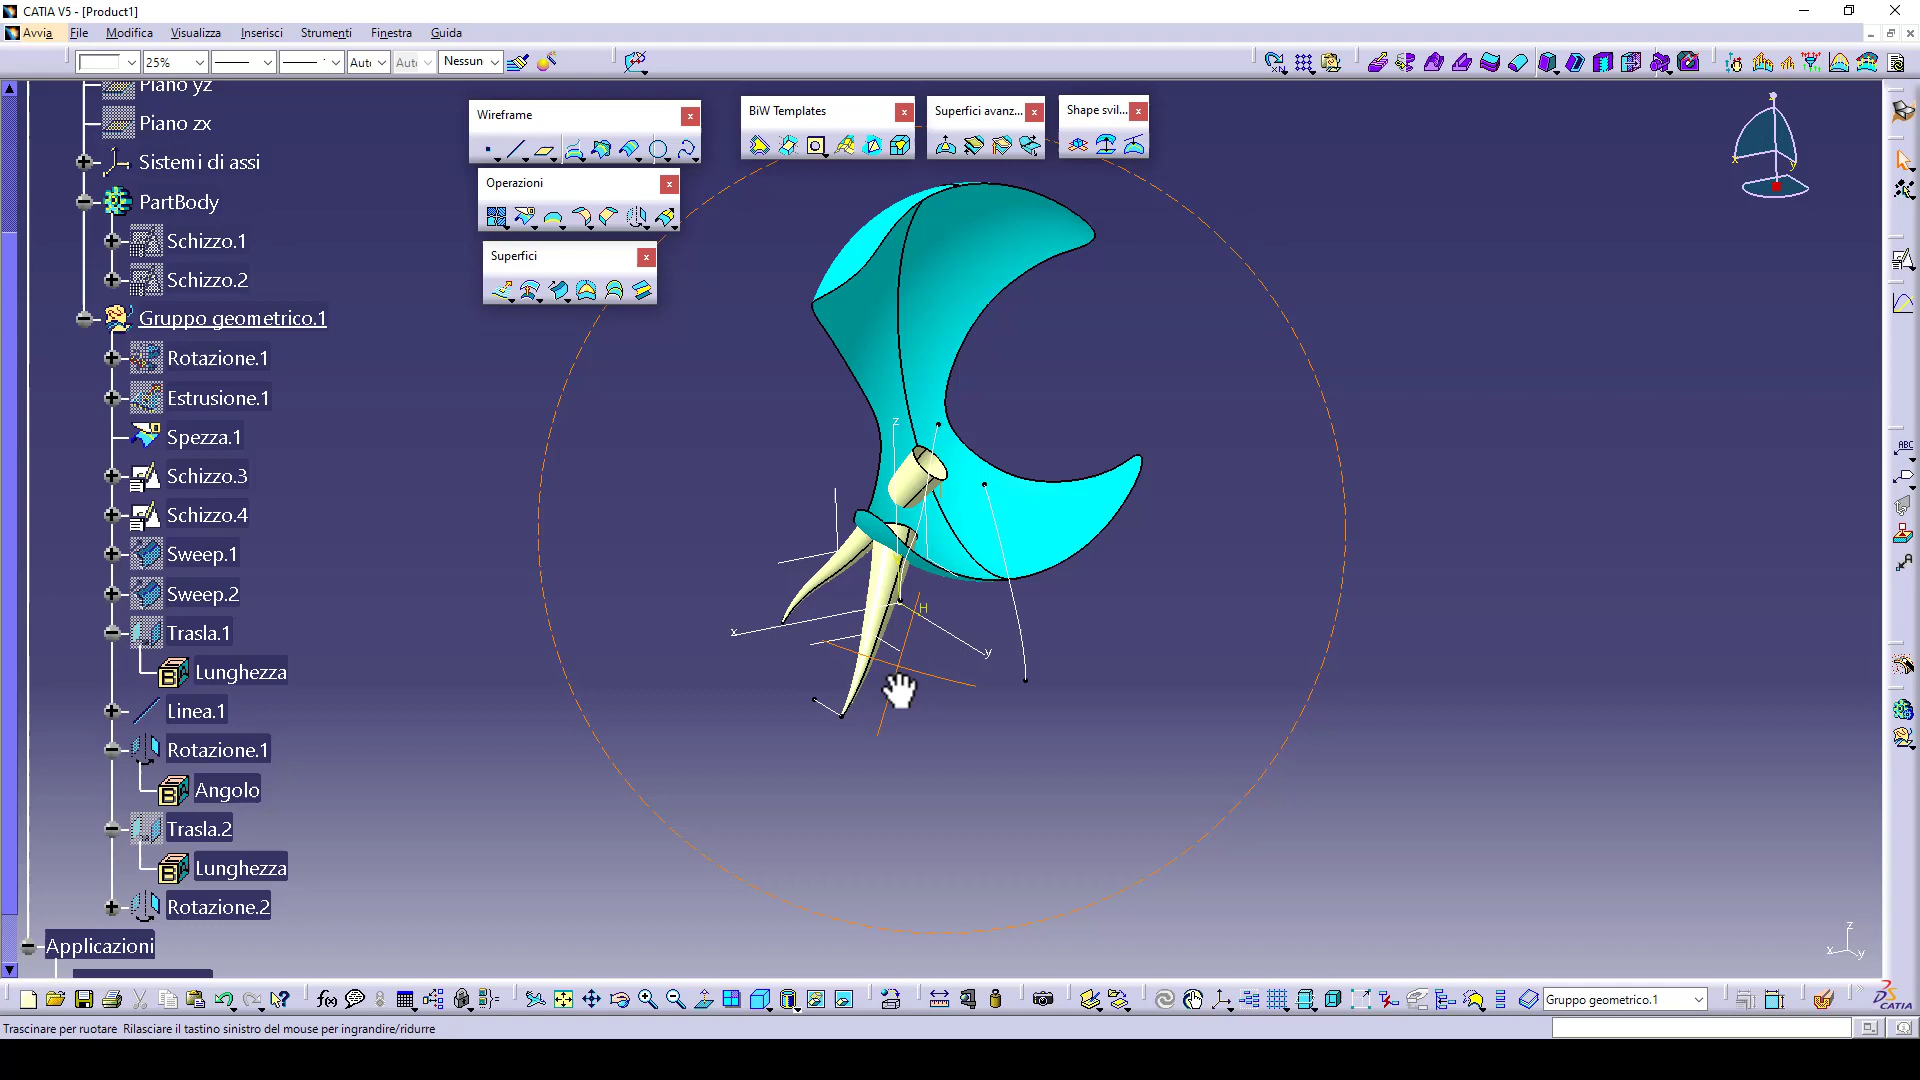 CATIA V5 - [Product1]
Avvia File Modifica Visualizza Inserisci Strumenti Finestra Guida
25% Aut Aut Nessun
Piano yz
Piano zx
Sistemi di assi
PartBody
Schizzo.1
Schizzo.2
Gruppo geometrico.1
Rotazione.1
Estrusione.1
Spezza.1
Schizzo.3
Schizzo.4
Sweep.1
Sweep.2
Trasla.1
Lunghezza
Linea.1
Rotazione.1
Angolo
Trasla.2
Lunghezza
Rotazione.2
Applicazioni
Wireframe
Operazioni
Superfici
BiW Templates
Superfici avanz...
Shape svil...
z
x
y
H
z
x
y
ABC
Gruppo geometrico.1
CATIA
Trascinare per ruotare Rilasciare il tastino sinistro del mouse per ingrandire/ridurre